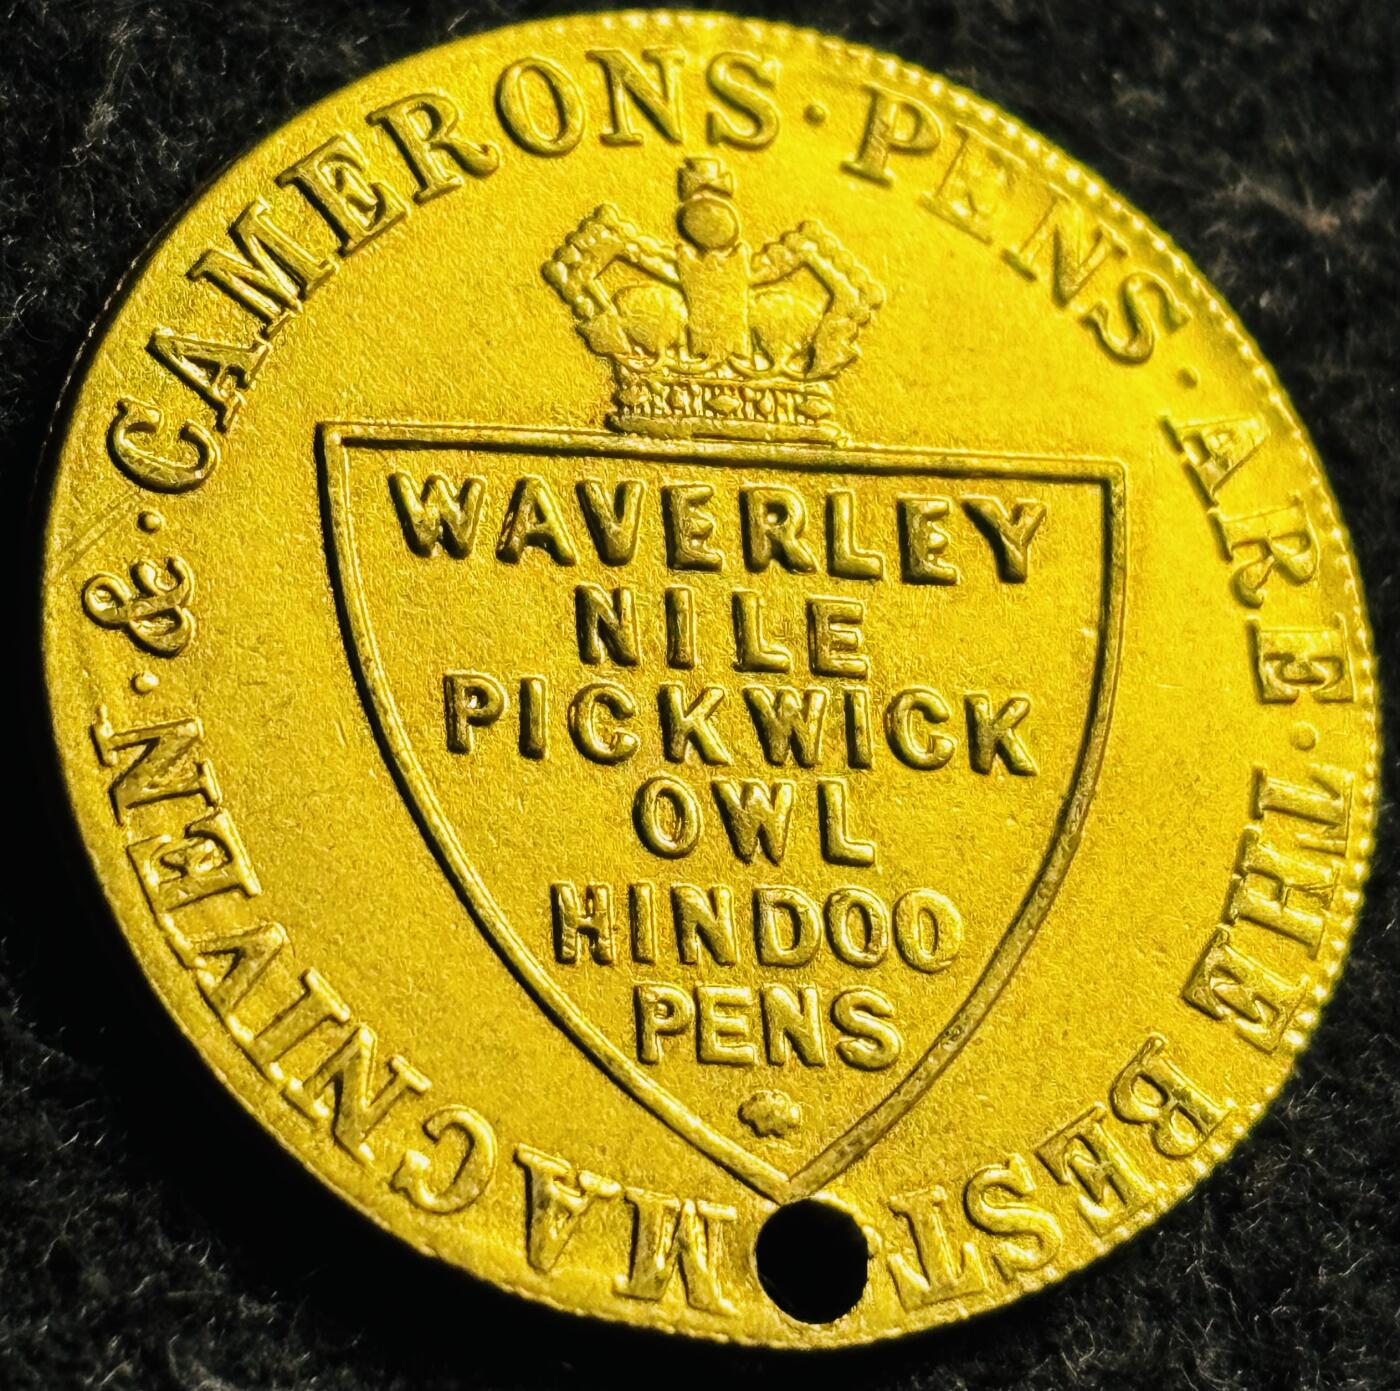 MACNIVEN · & · CAMERONS · PENS · ARE · THE BEST
WAVERLEY
NILE
PICKWICK
OWL
HINDOO
PENS